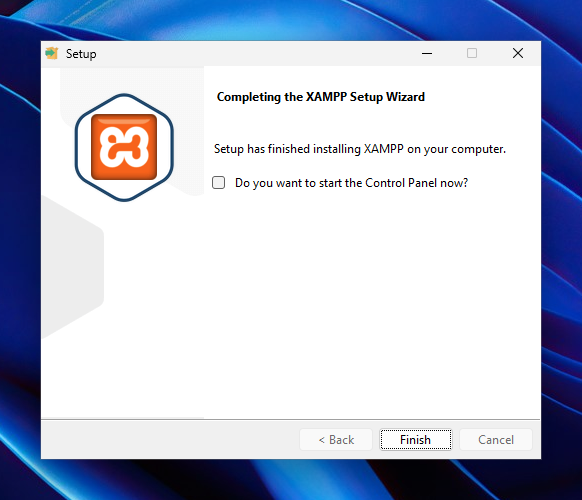 Setup
Completing the XAMPP Setup Wizard
Setup has finished installing XAMPP on your computer.
Do you want to start the Control Panel now?
< Back
Finish
Cancel